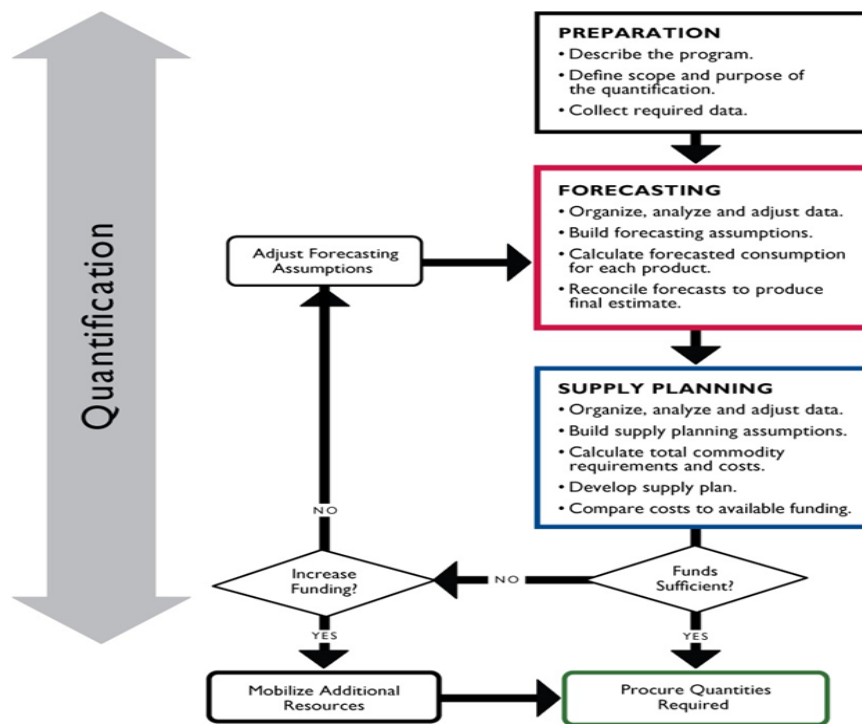 Quantification
PREPARATION
• Describe the program.
• Define scope and purpose of
the quantification.
• Collect required data.
FORECASTING
• Organize, analyze and adjust data.
• Build forecasting assumptions.
• Calculate forecasted consumption
for each product.
• Reconcile forecasts to produce
final estimate.
Adjust Forecasting
Assumptions
SUPPLY PLANNING
• Organize, analyze and adjust data.
• Build supply planning assumptions.
• Calculate total commodity
requirements and costs.
• Develop supply plan.
• Compare costs to available funding.
Funds
Sufficient?
NO
Increase
Funding?
NO
YES
YES
Mobilize Additional
Resources
Procure Quantities
Required